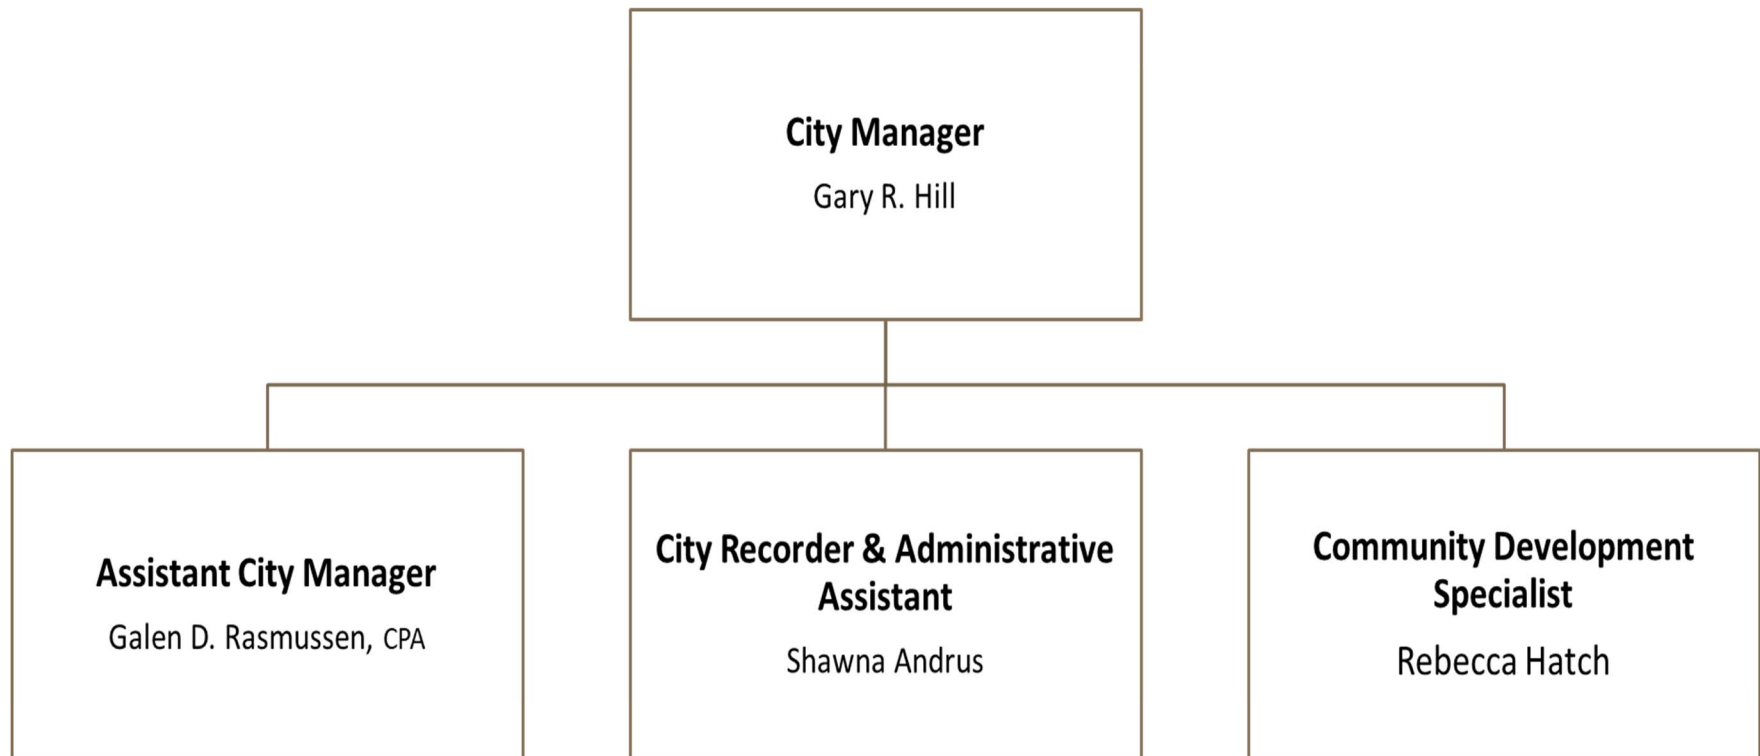 City Manager
Gary R. Hill
Assistant City Manager
Galen D. Rasmussen, CPA
City Recorder & Administrative
Assistant
Shawna Andrus
Community Development
Specialist
Rebecca Hatch